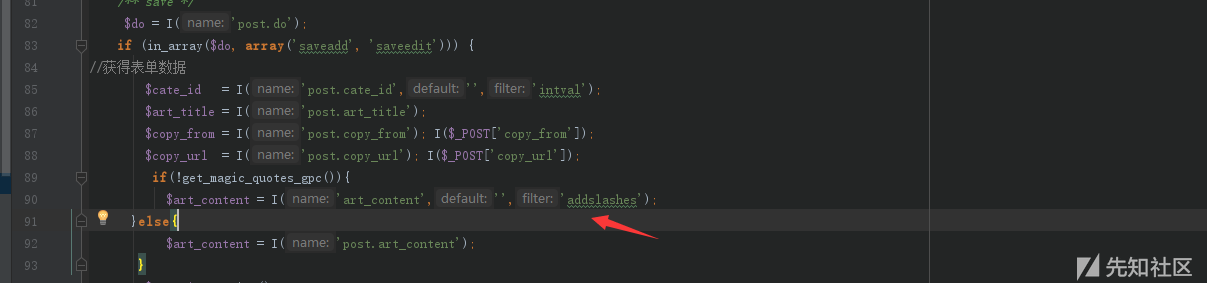 81 /** save */
82 $do = I( name: 'post.do');
83 if (in_array($do, array('saveadd', 'saveedit'))) {
84 //获得表单数据
85 $cate_id = I( name: 'post.cate_id', default: '', filter: 'intval');
86 $art_title = I( name: 'post.art_title');
87 $copy_from = I( name: 'post.copy_from'); I($_POST['copy_from']);
88 $copy_url = I( name: 'post.copy_url'); I($_POST['copy_url']);
89 if(!get_magic_quotes_gpc()){
90 $art_content = I( name: 'art_content', default: '', filter: 'addslashes');
91 }else{
92 $art_content = I( name: 'post.art_content');
93 }
先知社区